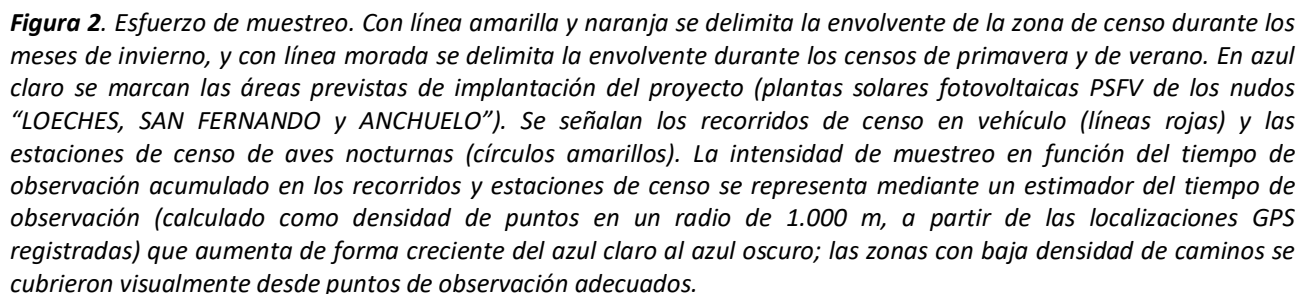 Figura 2. Esfuerzo de muestreo. Con línea amarilla y naranja se delimita la envolvente de la zona de censo durante los
meses de invierno, y con línea morada se delimita la envolvente durante los censos de primavera y de verano. En azul
claro se marcan las áreas previstas de implantación del proyecto (plantas solares fotovoltaicas PSFV de los nudos
“LOECHES, SAN FERNANDO y ANCHUELO”). Se señalan los recorridos de censo en vehículo (líneas rojas) y las
estaciones de censo de aves nocturnas (círculos amarillos). La intensidad de muestreo en función del tiempo de
observación acumulado en los recorridos y estaciones de censo se representa mediante un estimador del tiempo de
observación (calculado como densidad de puntos en un radio de 1.000 m, a partir de las localizaciones GPS
registradas) que aumenta de forma creciente del azul claro al azul oscuro; las zonas con baja densidad de caminos se
cubrieron visualmente desde puntos de observación adecuados.